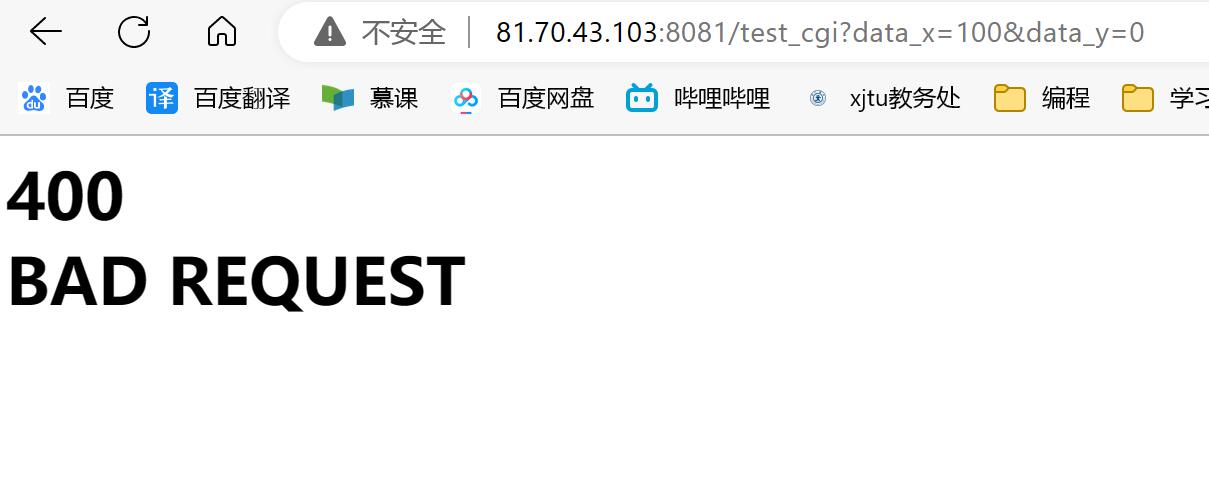 不安全 81.70.43.103:8081/test_cgi?data_x=100&data_y=0
du 百度 译 百度翻译 慕课 百度网盘 哔哩哔哩 xjtu教务处 编程 学习
400
BAD REQUEST